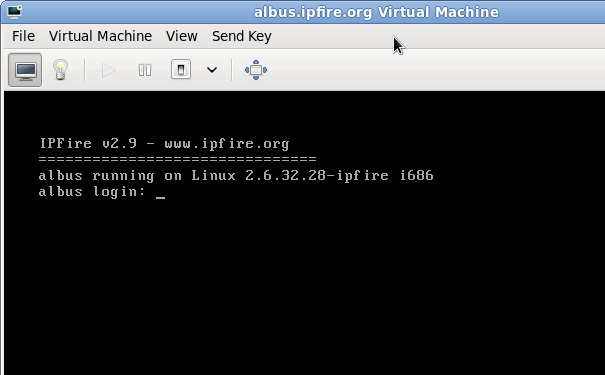 albus.ipfire.org Virtual Machine
File Virtual Machine View Send Key
IPFire v2.9 - www.ipfire.org
===============================
albus running on Linux 2.6.32.28-ipfire i686
albus login: _